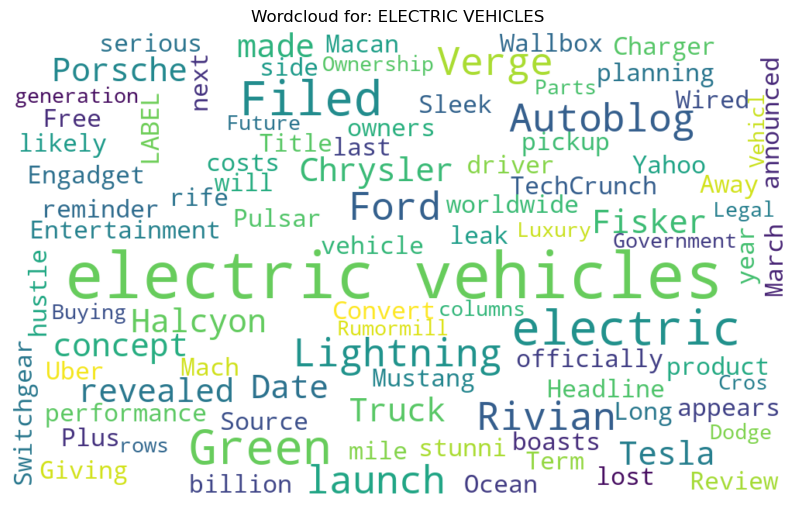 Wordcloud for: ELECTRIC VEHICLES
serious made Macan Wallbox Charger
Porsche next side Ownership Verge Parts planning announced
generation Filed Sleek Wired
Free LABEL Future Autoblog Vehicl
likely Title last owners pickup
Engadget costs Chrysler driver Yahoo
will TechCrunch Away
reminder rife Ford worldwide Legal
Entertainment Pulsar leak Luxury Fisker
vehicle Government year March
hustle electric vehicles
Buying Halcyon Convert columns
Rumormill electric
concept Lightning officially product
Switchgear Uber Mach Mustang Cros
revealed Date Headline
performance Source Truck Rivian Long appears
Plus rows Green mile stunni boasts Tesla Dodge
Giving Term
billion launch Ocean lost Review